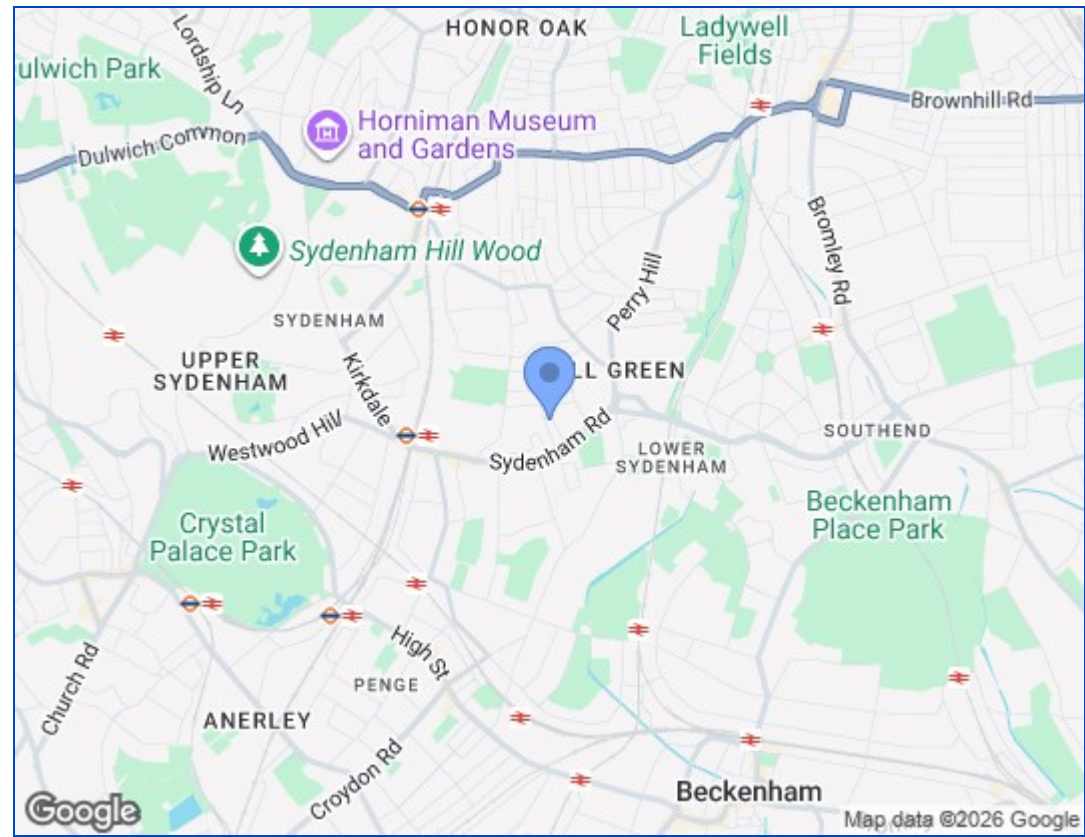 HONOR OAK
Ladywell
Fields
Lordship Ln
ulwich Park
Brownhill Rd
Horniman Museum
and Gardens
Dulwich Common
Bromley Rd
Sydenham Hill Wood
Perry Hill
SYDENHAM
UPPER
SYDENHAM
Kirkdale
LL GREEN
Westwood Hill
Sydenham Rd
SOUTHEND
LOWER
SYDENHAM
Beckenham
Place Park
Crystal
Palace Park
High St
Church Rd
PENGE
ANERLEY
Croydon Rd
Beckenham
Google
Map data ©2026 Google